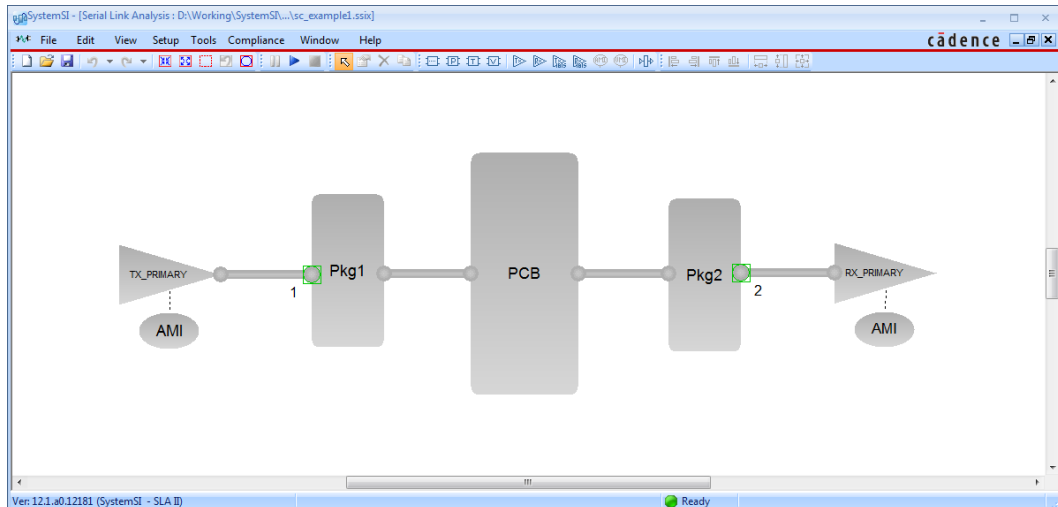 SystemSI - [Serial Link Analysis : D:\Working\SystemSI\...\sc_example1.ssix]
File Edit View Setup Tools Compliance Window Help
cādence
TX_PRIMARY
Pkg1
PCB
Pkg2
RX_PRIMARY
1
2
AMI
AMI
Ver: 12.1.a0.12181 (SystemSI - SLA II)
Ready